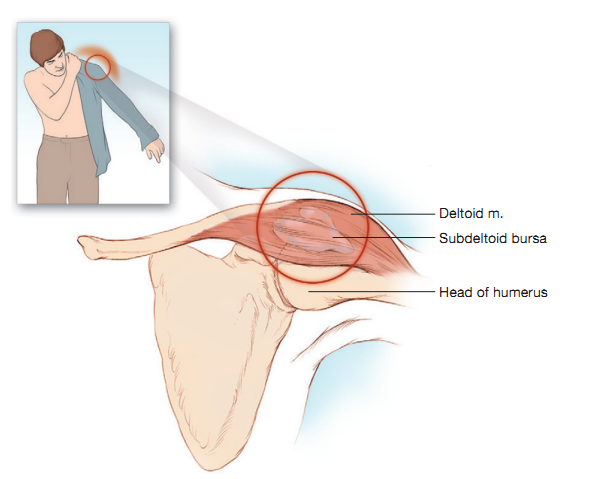 Deltoid m.
Subdeltoid bursa
Head of humerus